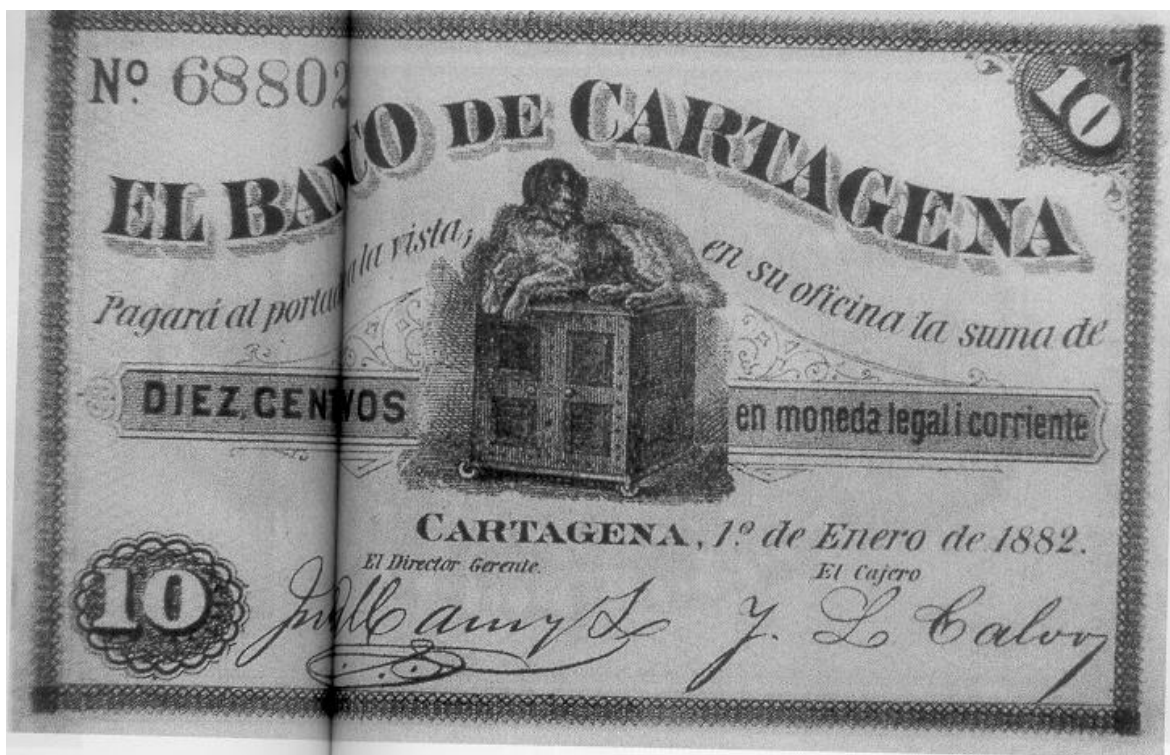 Nº 68802
10
EL BANCO DE CARTAGENA
Pagará al portador a la vista, en su oficina la suma de
DIEZ CENTVOS en moneda legal i corriente
CARTAGENA, 1º de Enero de 1882.
El Director Gerente. El Cajero
10
J. L. Calvo